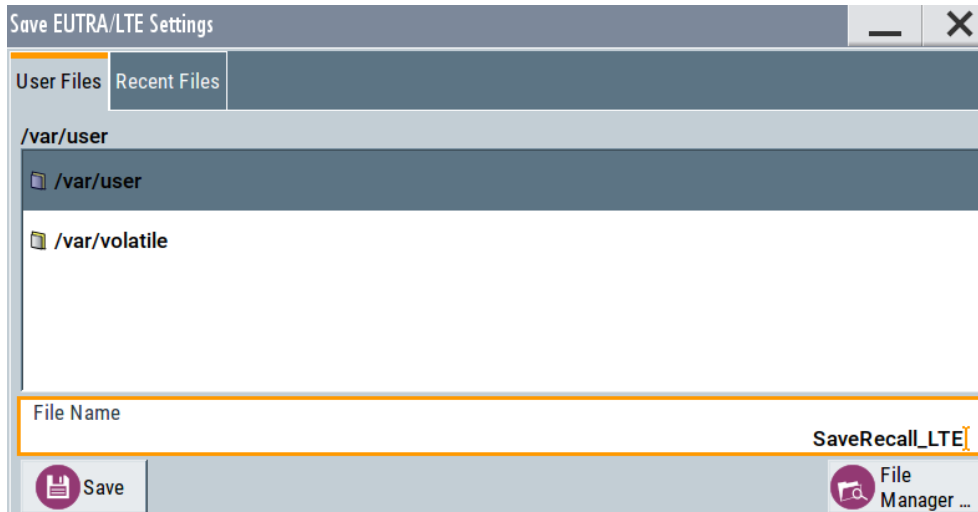 Save EUTRA/LTE Settings
User Files Recent Files
/var/user
/var/user
/var/volatile
File Name
SaveRecall_LTE
Save
File
Manager ...